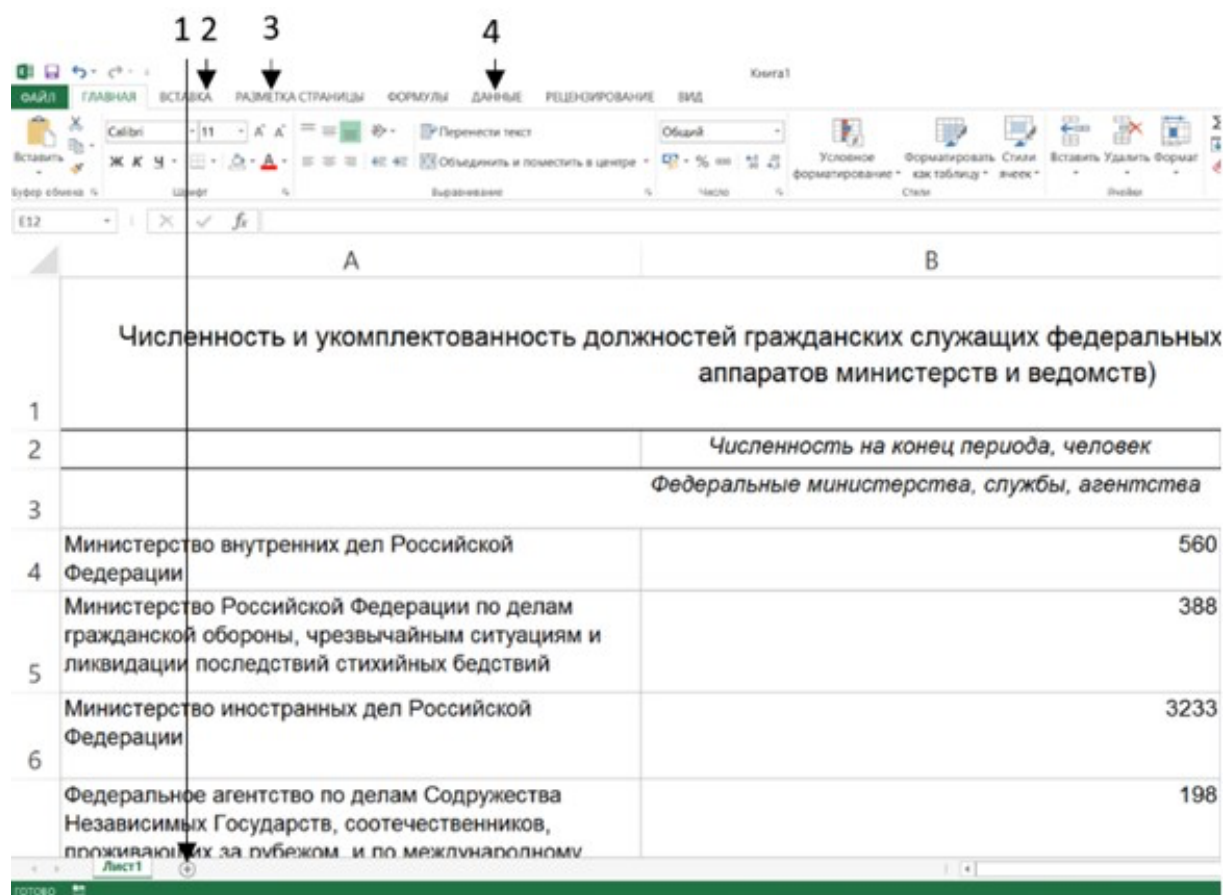 1 2 3 4
Книга1
ФАЙЛ ГЛАВНАЯ ВСТАВКА РАЗМЕТКА СТРАНИЦЫ ФОРМУЛЫ ДАННЫЕ РЕЦЕНЗИРОВАНИЕ ВИД
Calibri 11 Перенести текст Общий
Вставить Ж К Ч Объединить и поместить в центре % Условное форматирование Форматировать как таблицу Стили ячеек Вставить Удалить Формат
Буфер обмена Шрифт Выравнивание Число Стили Ячейки
E12 fx
A B
Численность и укомплектованность должностей гражданских служащих федеральных
аппаратов министерств и ведомств)
1
2 Численность на конец периода, человек
Федеральные министерства, службы, агентства
3
Министерство внутренних дел Российской 560
4 Федерации
Министерство Российской Федерации по делам 388
гражданской обороны, чрезвычайным ситуациям и
5 ликвидации последствий стихийных бедствий
Министерство иностранных дел Российской 3233
Федерации
6
Федеральное агентство по делам Содружества 198
Независимых Государств, соотечественников,
проживающих за рубежом, и по международному
Лист1
ГОТОВО